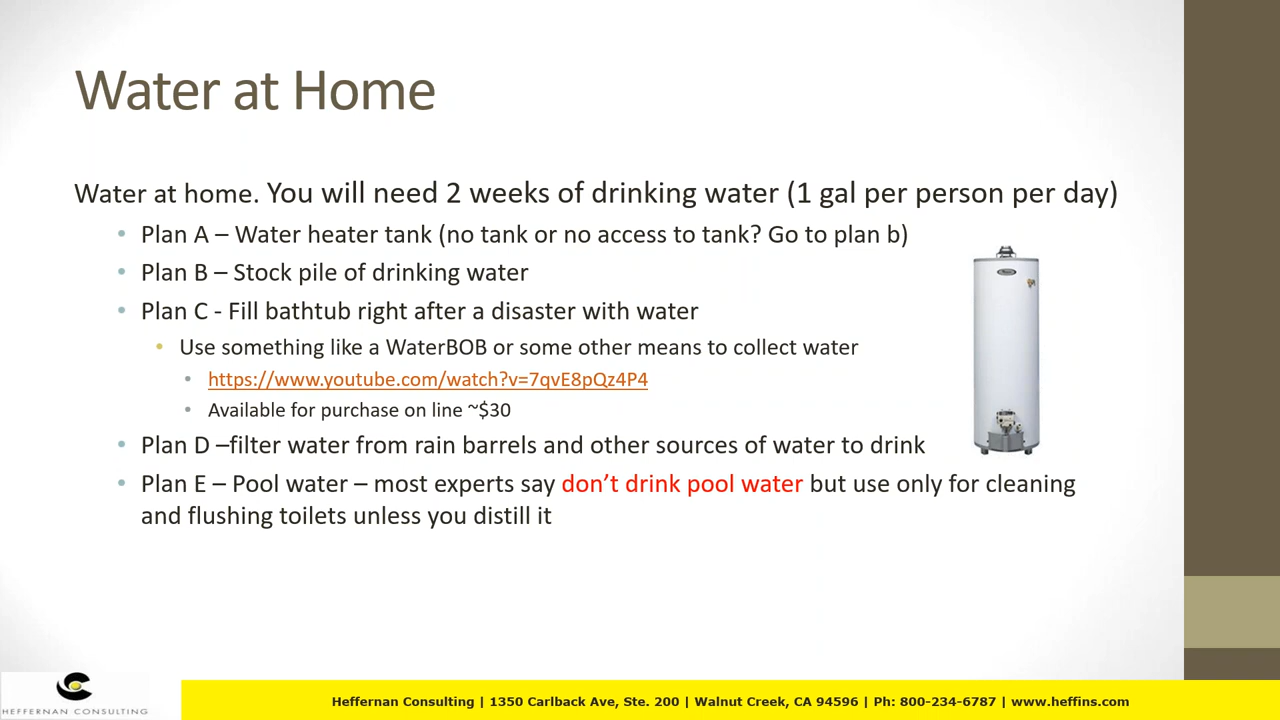 Water at Home
Water at home. You will need 2 weeks of drinking water (1 gal per person per day)
• Plan A – Water heater tank (no tank or no access to tank? Go to plan b)
• Plan B – Stock pile of drinking water
• Plan C - Fill bathtub right after a disaster with water
• Use something like a WaterBOB or some other means to collect water
• https://www.youtube.com/watch?v=7qvE8pQz4P4
• Available for purchase on line ~$30
• Plan D –filter water from rain barrels and other sources of water to drink
• Plan E – Pool water – most experts say don’t drink pool water but use only for cleaning
and flushing toilets unless you distill it
HEFFERNAN CONSULTING
Heffernan Consulting | 1350 Carlback Ave, Ste. 200 | Walnut Creek, CA 94596 | Ph: 800-234-6787 | www.heffins.com